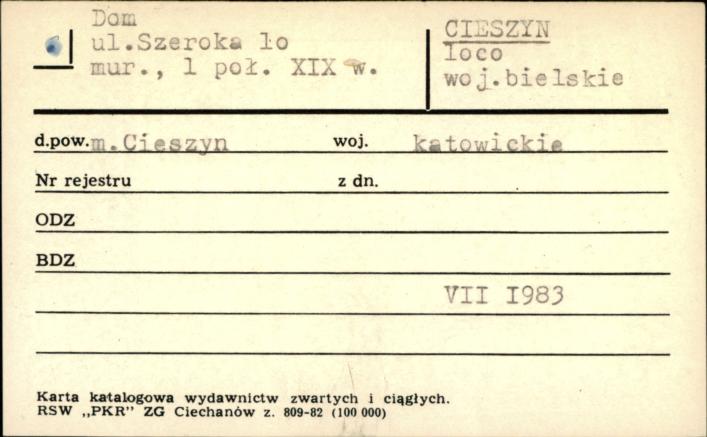 Dom
ul.Szeroka 1o
mur., 1 poł. XIX w.
CIESZYN
loco
woj.bielskie
d.pow. m.Cieszyn woj. katowickie
Nr rejestru z dn.
ODZ
BDZ
VII 1983
Karta katalogowa wydawnictw zwartych i ciągłych.
RSW „PKR” ZG Ciechanów z. 809-82 (100 000)